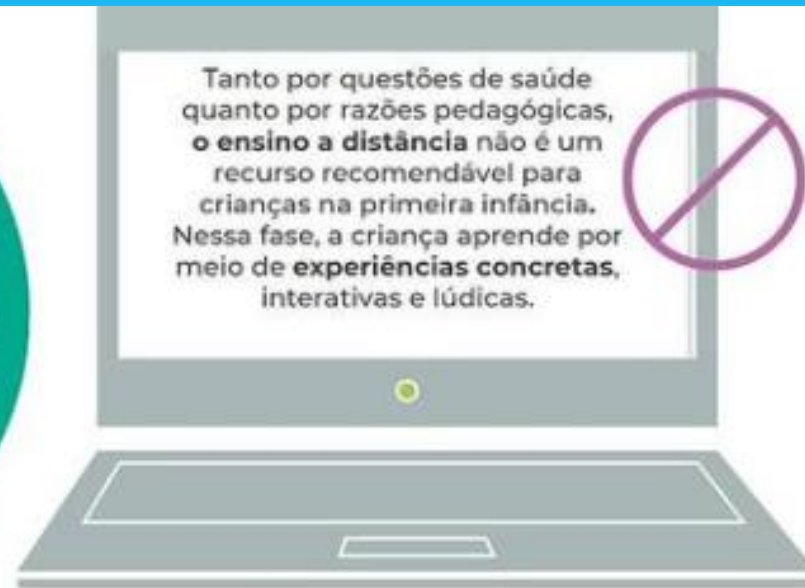 Tanto por questões de saúde
quanto por razões pedagógicas,
o ensino a distância não é um
recurso recomendável para
crianças na primeira infância.
Nessa fase, a criança aprende por
meio de experiências concretas,
interativas e lúdicas.